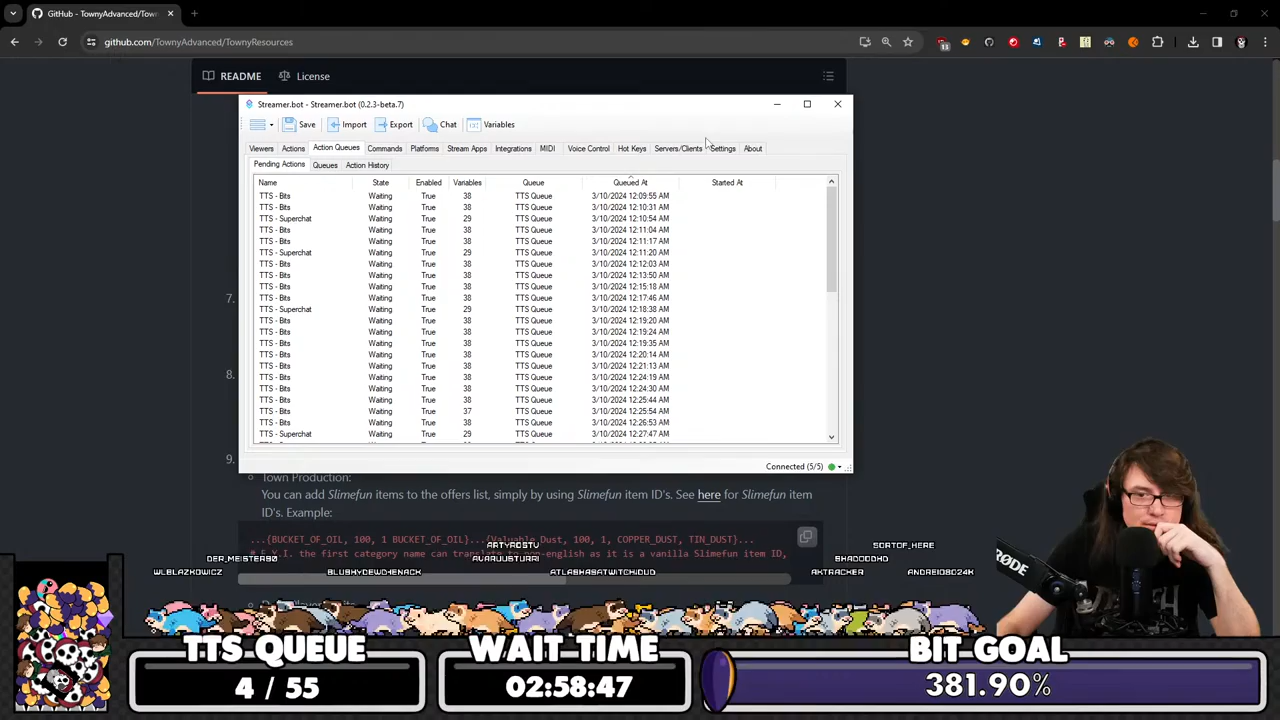 GitHub - TownyAdvanced/Town
github.com/TownyAdvanced/TownyResources
README
License
Streamer.bot - Streamer.bot (0.2.3-beta.7)
Save Import Export Chat Variables
Viewers Actions Action Queues Commands Platforms Stream Apps Integrations MIDI Voice Control Hot Keys Servers/Clients Settings About
Pending Actions Queues Action History
Name State Enabled Variables Queue Queued At Started At
TTS - Bits Waiting True 38 TTS Queue 3/10/2024 12:09:55 AM
TTS - Bits Waiting True 38 TTS Queue 3/10/2024 12:10:31 AM
TTS - Superchat Waiting True 29 TTS Queue 3/10/2024 12:10:54 AM
TTS - Bits Waiting True 38 TTS Queue 3/10/2024 12:11:04 AM
TTS - Bits Waiting True 38 TTS Queue 3/10/2024 12:11:17 AM
TTS - Superchat Waiting True 29 TTS Queue 3/10/2024 12:11:20 AM
TTS - Bits Waiting True 38 TTS Queue 3/10/2024 12:12:03 AM
TTS - Bits Waiting True 38 TTS Queue 3/10/2024 12:13:50 AM
TTS - Bits Waiting True 38 TTS Queue 3/10/2024 12:15:18 AM
TTS - Bits Waiting True 38 TTS Queue 3/10/2024 12:17:46 AM
TTS - Superchat Waiting True 29 TTS Queue 3/10/2024 12:18:38 AM
TTS - Bits Waiting True 38 TTS Queue 3/10/2024 12:19:20 AM
TTS - Bits Waiting True 38 TTS Queue 3/10/2024 12:19:24 AM
TTS - Bits Waiting True 38 TTS Queue 3/10/2024 12:19:35 AM
TTS - Bits Waiting True 38 TTS Queue 3/10/2024 12:20:14 AM
TTS - Bits Waiting True 38 TTS Queue 3/10/2024 12:21:13 AM
TTS - Bits Waiting True 38 TTS Queue 3/10/2024 12:24:19 AM
TTS - Bits Waiting True 38 TTS Queue 3/10/2024 12:24:30 AM
TTS - Bits Waiting True 38 TTS Queue 3/10/2024 12:25:44 AM
TTS - Bits Waiting True 37 TTS Queue 3/10/2024 12:25:54 AM
TTS - Bits Waiting True 38 TTS Queue 3/10/2024 12:26:53 AM
TTS - Superchat Waiting True 29 TTS Queue 3/10/2024 12:27:47 AM
Connected (5/5)
7.
8.
9.
Town Production:
You can add Slimefun items to the offers list, simply by using Slimefun item ID's. See here for Slimefun item
ID's. Example:
...{BUCKET_OF_OIL, 100, 1 BUCKET_OF_OIL}...{Valuable Dust, 100, 1, COPPER_DUST, TIN_DUST}...
F.Y.I. the first category name can translate to non-english as it is a vanilla Slimefun item ID,
SORTOF_HERE
ANDREI08024K
RØDE
TTS QUEUE
4 / 55
WAIT TIME
02:58:47
BIT GOAL
381.90%